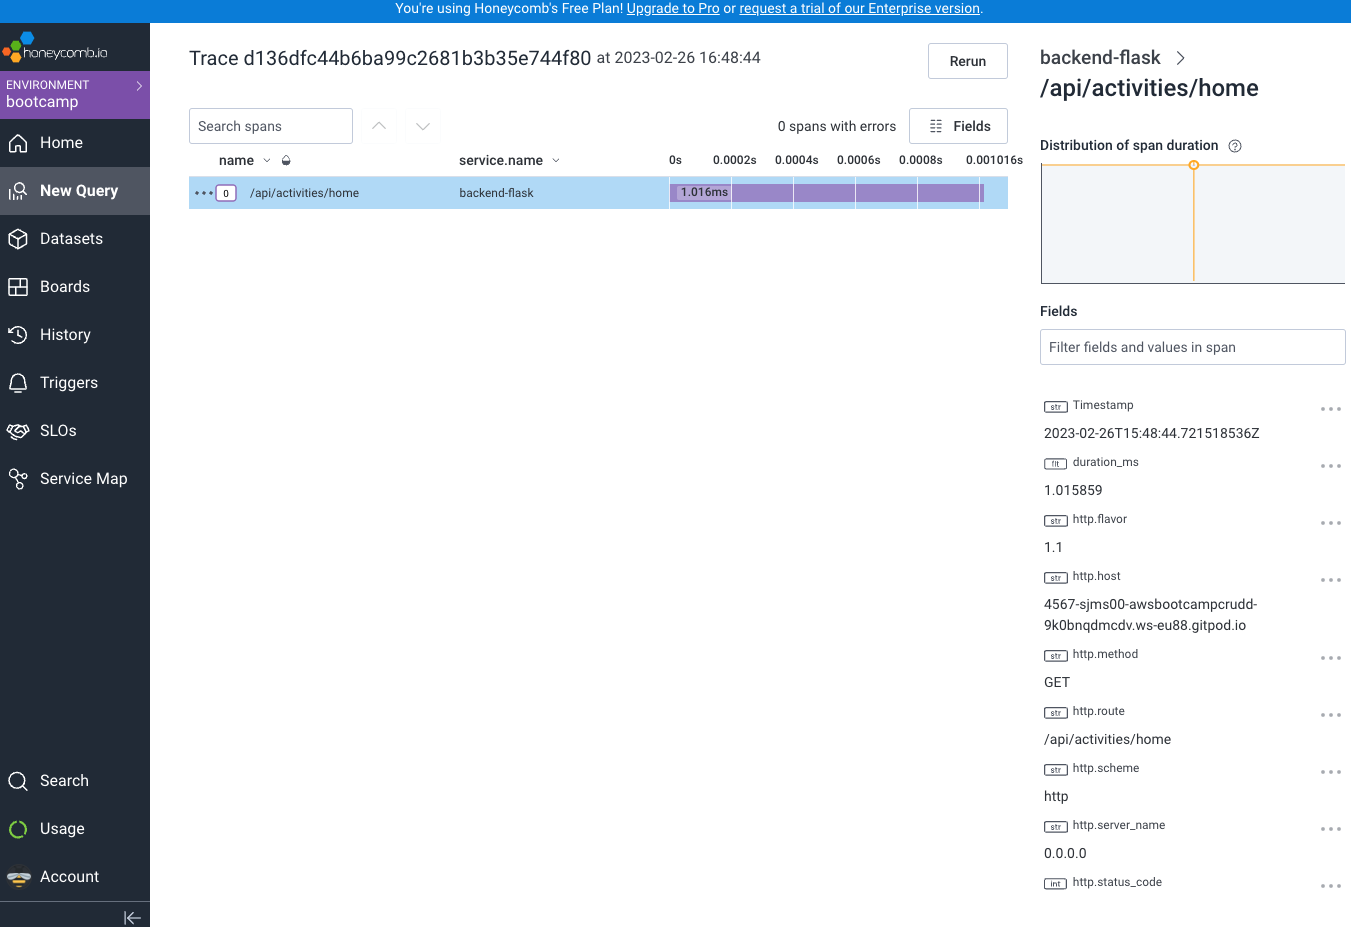 You're using Honeycomb's Free Plan! Upgrade to Pro or request a trial of our Enterprise version.
honeycomb.io
ENVIRONMENT
bootcamp
Home
New Query
Datasets
Boards
History
Triggers
SLOs
Service Map
Search
Usage
Account
Trace d136dfc44b6ba99c2681b3b35e744f80 at 2023-02-26 16:48:44
Rerun
Search spans
0 spans with errors
Fields
name service.name 0s 0.0002s 0.0004s 0.0006s 0.0008s 0.001016s
0 /api/activities/home backend-flask 1.016ms
backend-flask
/api/activities/home
Distribution of span duration
Fields
Filter fields and values in span
str Timestamp
2023-02-26T15:48:44.721518536Z
flt duration_ms
1.015859
str http.flavor
1.1
str http.host
4567-sjms00-awsbootcampcrudd-
9k0bnqdmcdv.ws-eu88.gitpod.io
str http.method
GET
str http.route
/api/activities/home
str http.scheme
http
str http.server_name
0.0.0.0
int http.status_code